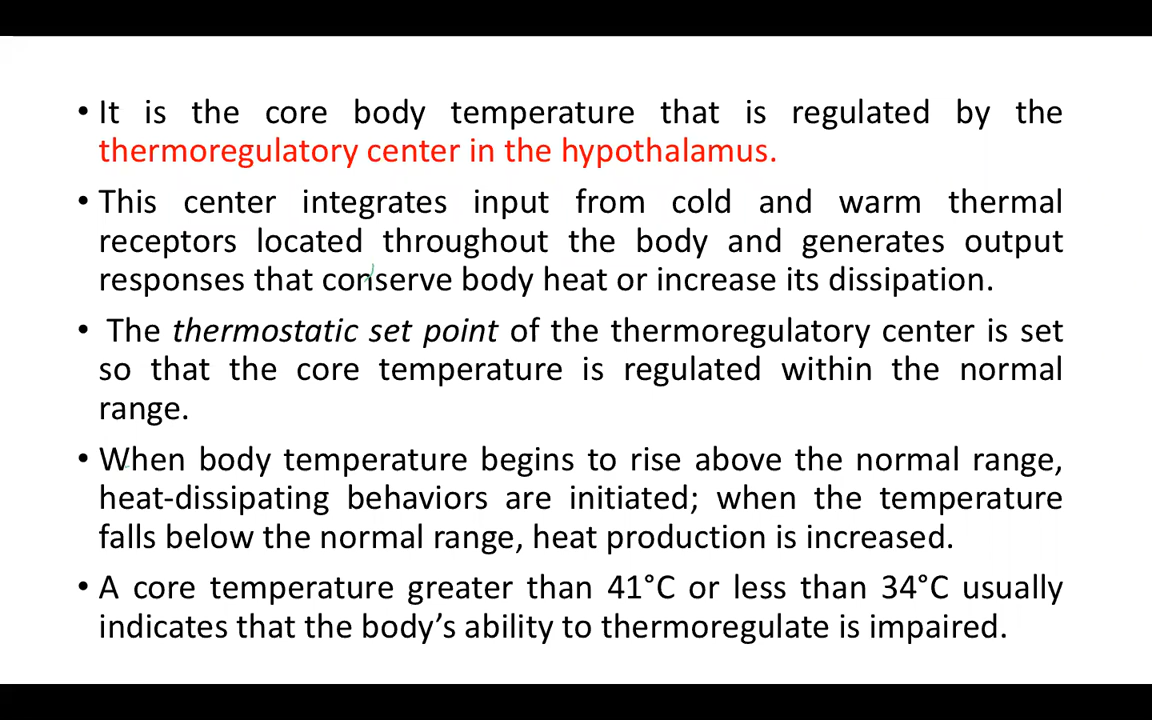 • It is the core body temperature that is regulated by the
thermoregulatory center in the hypothalamus.
• This center integrates input from cold and warm thermal
receptors located throughout the body and generates output
responses that conserve body heat or increase its dissipation.
• The thermostatic set point of the thermoregulatory center is set
so that the core temperature is regulated within the normal
range.
• When body temperature begins to rise above the normal range,
heat-dissipating behaviors are initiated; when the temperature
falls below the normal range, heat production is increased.
• A core temperature greater than 41°C or less than 34°C usually
indicates that the body’s ability to thermoregulate is impaired.